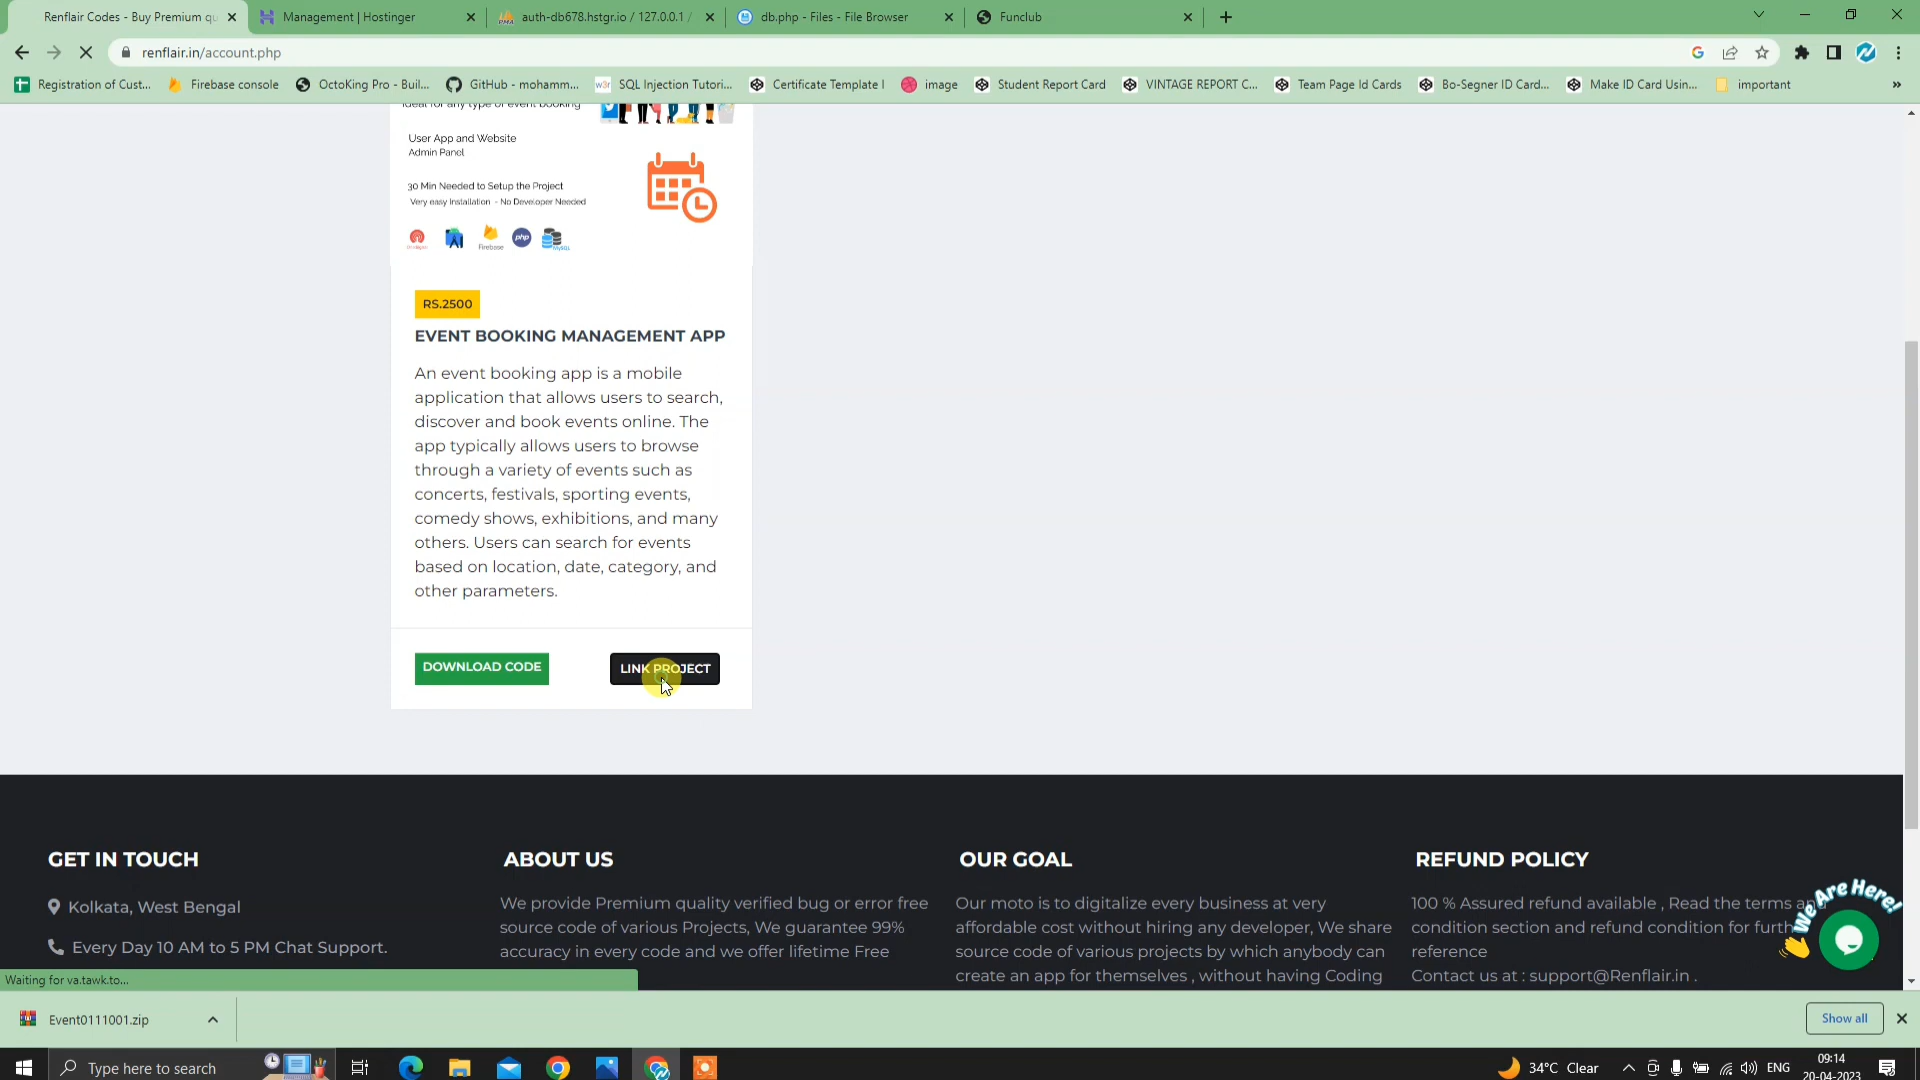 Renflair Codes - Buy Premium qu
Management | Hostinger
auth-db678.hstgr.io / 127.0.0.1 /
db.php - Files - File Browser
Funclub
renflair.in/account.php
Registration of Cust...
Firebase console
OctoKing Pro - Buil...
GitHub - mohamm...
SQL Injection Tutori...
Certificate Template I
image
Student Report Card
VINTAGE REPORT C...
Team Page Id Cards
Bo-Segner ID Card...
Make ID Card Usin...
important
»
Ideal for any type of event booking
User App and Website
Admin Panel
30 Min Needed to Setup the Project
Very easy Installation - No Developer Needed
Firebase
php
MySQL
RS.2500
EVENT BOOKING MANAGEMENT APP
An event booking app is a mobile
application that allows users to search,
discover and book events online. The
app typically allows users to browse
through a variety of events such as
concerts, festivals, sporting events,
comedy shows, exhibitions, and many
others. Users can search for events
based on location, date, category, and
other parameters.
DOWNLOAD CODE
LINK PROJECT
GET IN TOUCH
Kolkata, West Bengal
Every Day 10 AM to 5 PM Chat Support.
ABOUT US
We provide Premium quality verified bug or error free
source code of various Projects, We guarantee 99%
accuracy in every code and we offer lifetime Free
OUR GOAL
Our moto is to digitalize every business at very
affordable cost without hiring any developer, We share
source code of various projects by which anybody can
create an app for themselves , without having Coding
REFUND POLICY
100 % Assured refund available , Read the terms and
condition section and refund condition for furth
reference
Contact us at : support@Renflair.in .
We Are Here!
Waiting for va.tawk.to...
Event0111001.zip
Show all
Type here to search
34°C Clear
ENG
09:14
20-04-2023